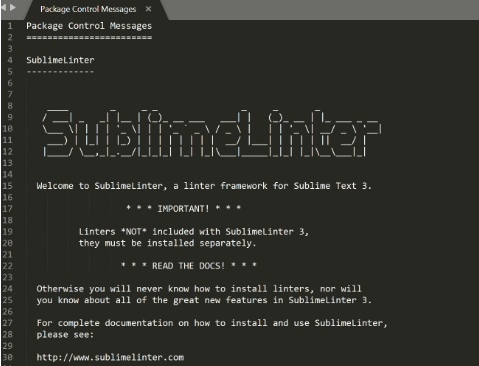 Package Control Messages ×
1 Package Control Messages
2 ========================
3
4 SublimeLinter
5 -------------
6
7
8
9
10 SublimeLinter
11
12
13
14
15 Welcome to SublimeLinter, a linter framework for Sublime Text 3.
16
17 * * * IMPORTANT! * * *
18
19 Linters *NOT* included with SublimeLinter 3,
20 they must be installed separately.
21
22 * * * READ THE DOCS! * * *
23
24 Otherwise you will never know how to install linters, nor will
25 you know about all of the great new features in SublimeLinter 3.
26
27 For complete documentation on how to install and use SublimeLinter,
28 please see:
29
30 http://www.sublimelinter.com